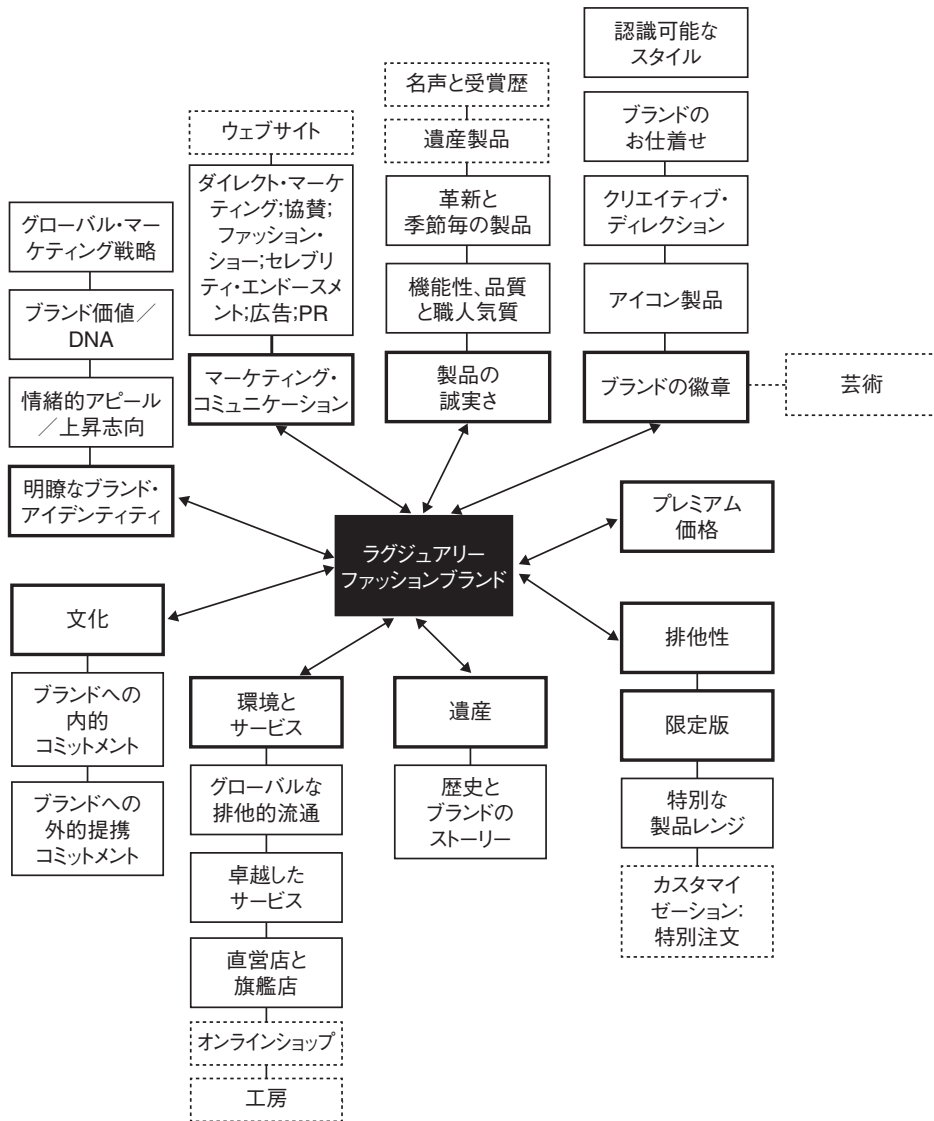 認識可能な
スタイル
名声と受賞歴
ブランドの
お仕着せ
ウェブサイト
遺産製品
ダイレクト・マーケ
ティング;協賛;
ファッション・
ショー;セレブリ
ティ・エンドースメ
ント;広告;PR
革新と
季節毎の製品
クリエイティブ・
ディレクション
グローバル・マー
ケティング戦略
機能性、品質
と職人気質
アイコン製品
ブランド価値／
DNA
マーケティング・
コミュニケーション
製品の
誠実さ
ブランドの徽章
芸術
情緒的アピール
／上昇志向
明瞭なブランド・
アイデンティティ
プレミアム
価格
ラグジュアリー
ファッションブランド
文化
排他性
ブランドへの
内的
コミットメント
環境と
サービス
遺産
限定版
ブランドへの
外的提携
コミットメント
グローバルな
排他的流通
歴史と
ブランドの
ストーリー
特別な
製品レンジ
卓越した
サービス
カスタマイ
ゼーション:
特別注文
直営店と
旗艦店
オンラインショップ
工房